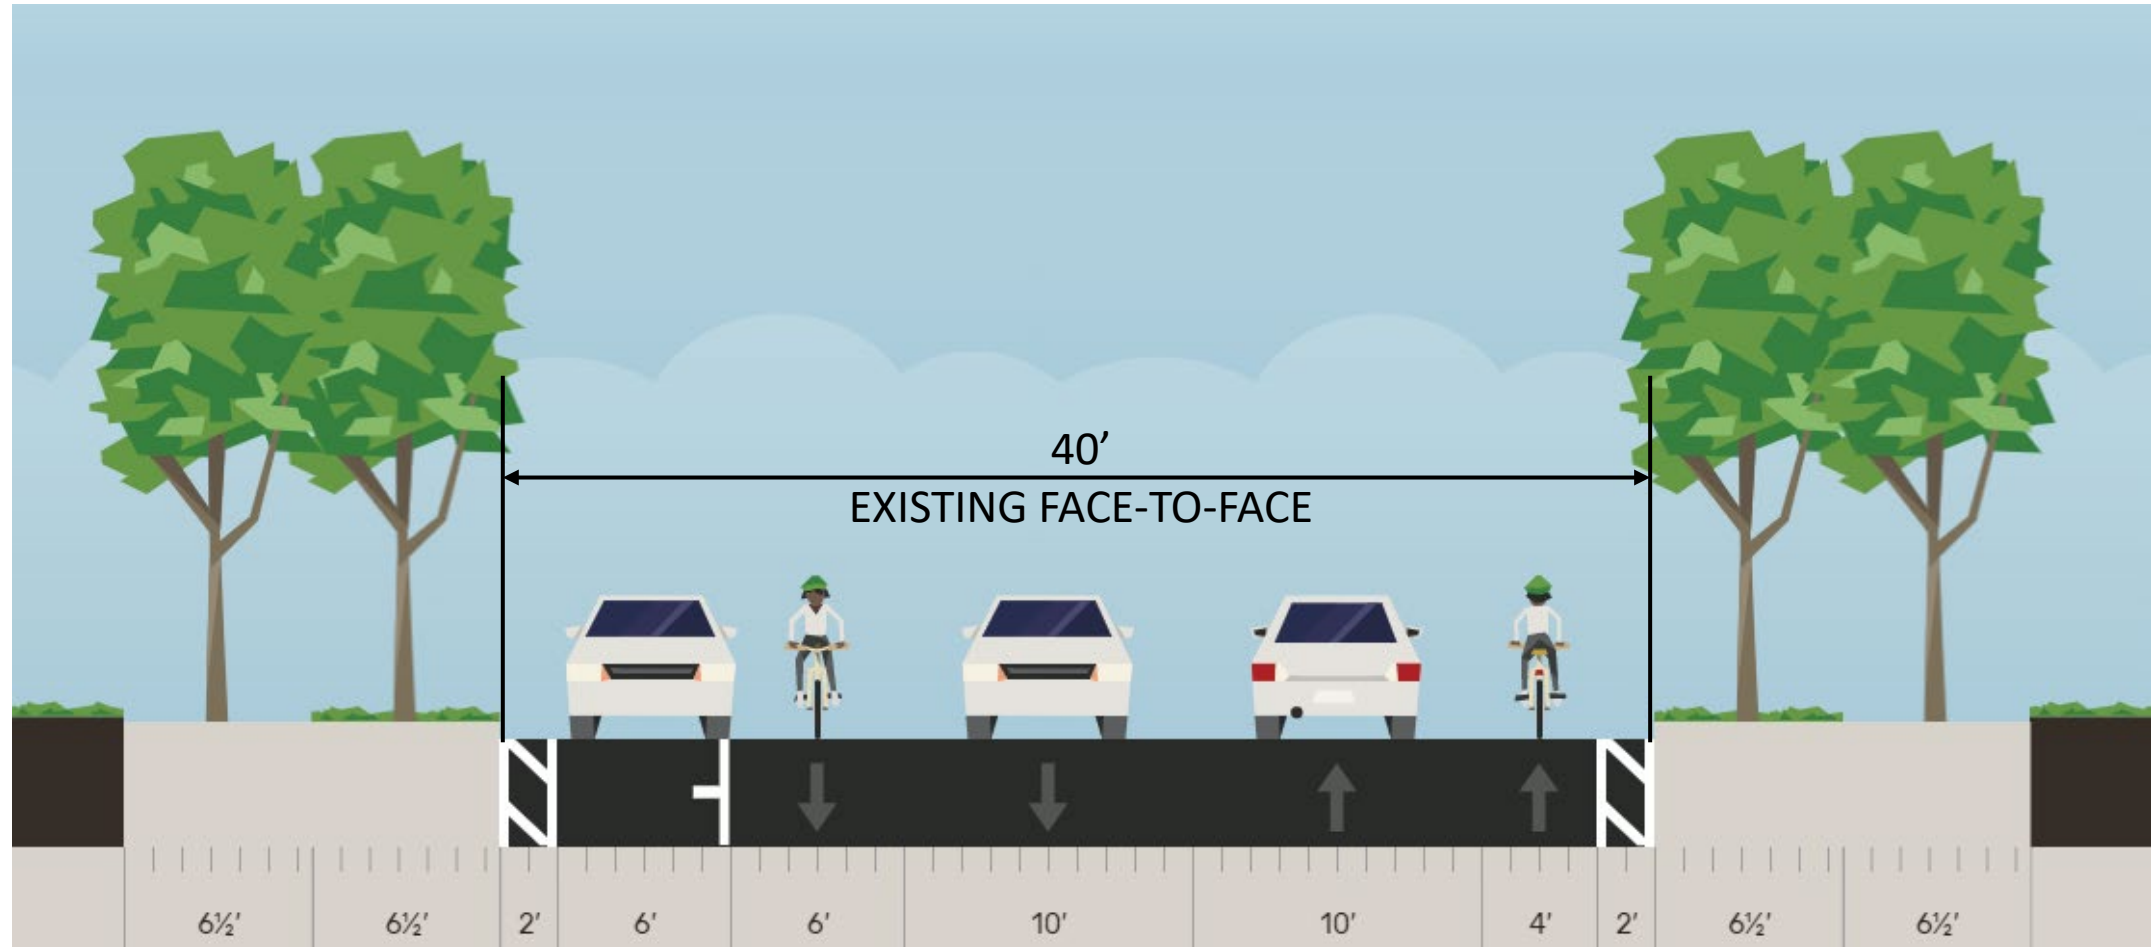 40’
EXISTING FACE-TO-FACE
6½' 6½' 2' 6' 6' 10' 10' 4' 2' 6½' 6½'